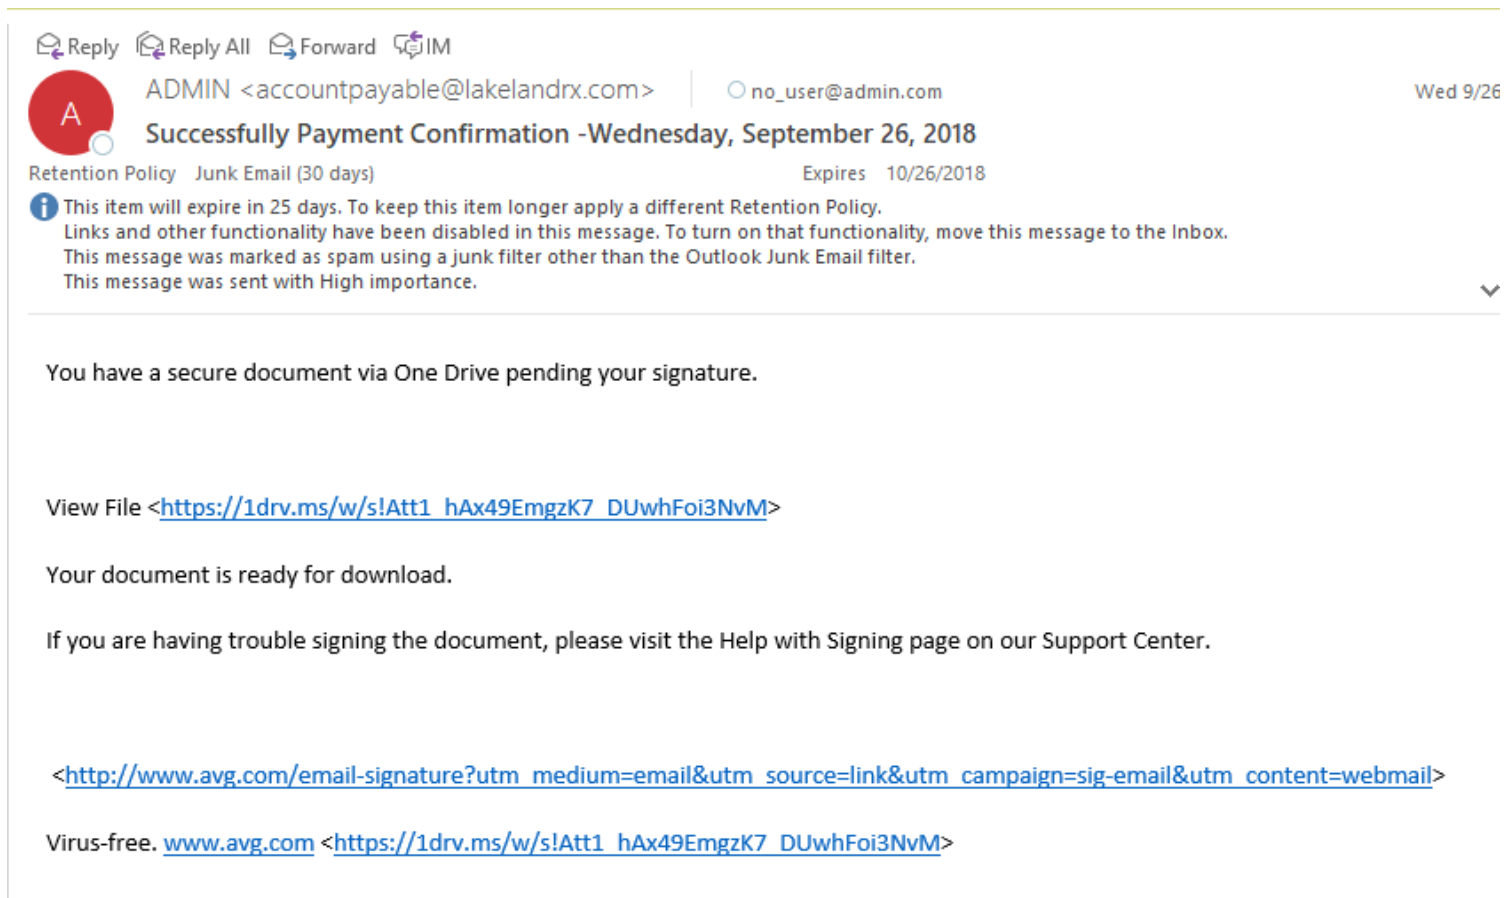 Reply Reply All Forward IM
A
ADMIN <accountpayable@lakelandrx.com> no_user@admin.com Wed 9/26
Successfully Payment Confirmation -Wednesday, September 26, 2018
Retention Policy Junk Email (30 days) Expires 10/26/2018
This item will expire in 25 days. To keep this item longer apply a different Retention Policy.
Links and other functionality have been disabled in this message. To turn on that functionality, move this message to the Inbox.
This message was marked as spam using a junk filter other than the Outlook Junk Email filter.
This message was sent with High importance.
You have a secure document via One Drive pending your signature.
View File <https://1drv.ms/w/s!Att1_hAx49EmgzK7_DUwhFoi3NvM>
Your document is ready for download.
If you are having trouble signing the document, please visit the Help with Signing page on our Support Center.
<http://www.avg.com/email-signature?utm_medium=email&utm_source=link&utm_campaign=sig-email&utm_content=webmail>
Virus-free. www.avg.com <https://1drv.ms/w/s!Att1_hAx49EmgzK7_DUwhFoi3NvM>